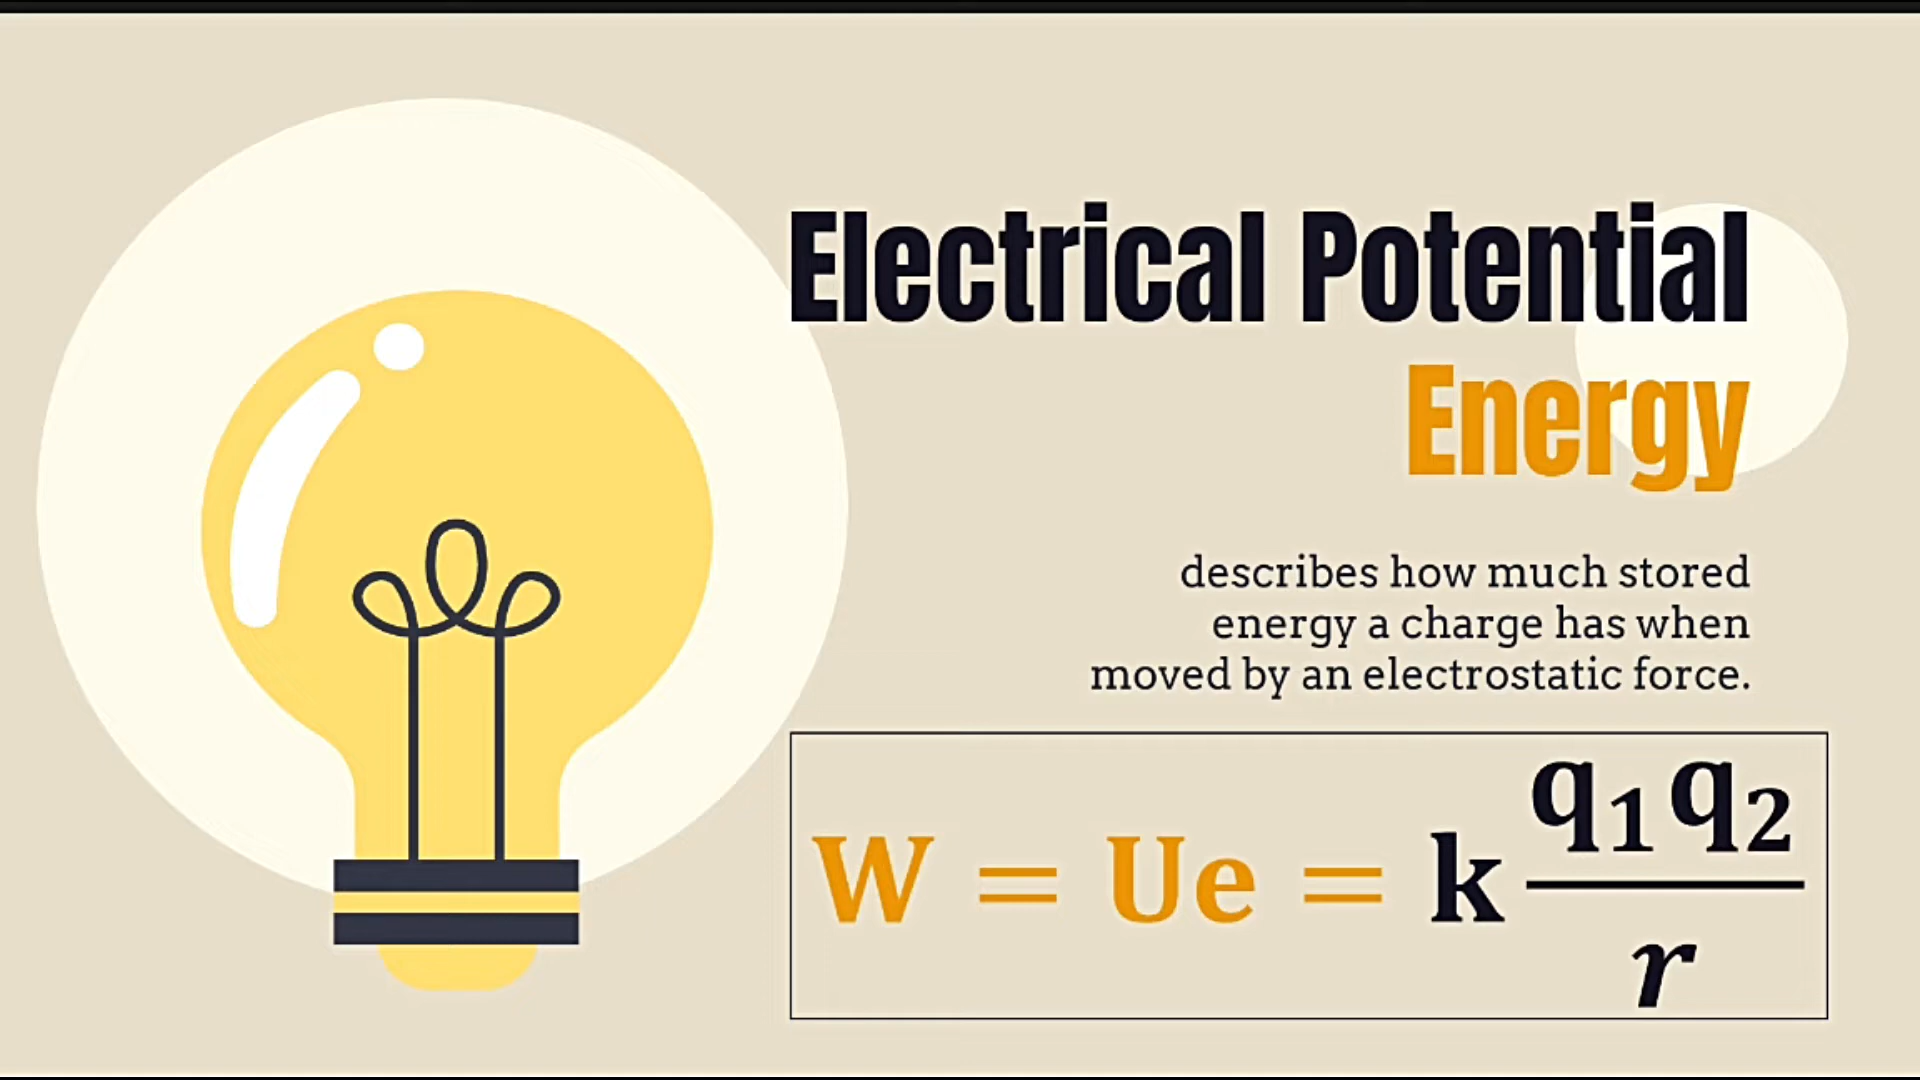 Electrical Potential
Energy
describes how much stored
energy a charge has when
moved by an electrostatic force.
W = Ue = k q₁q₂ / r